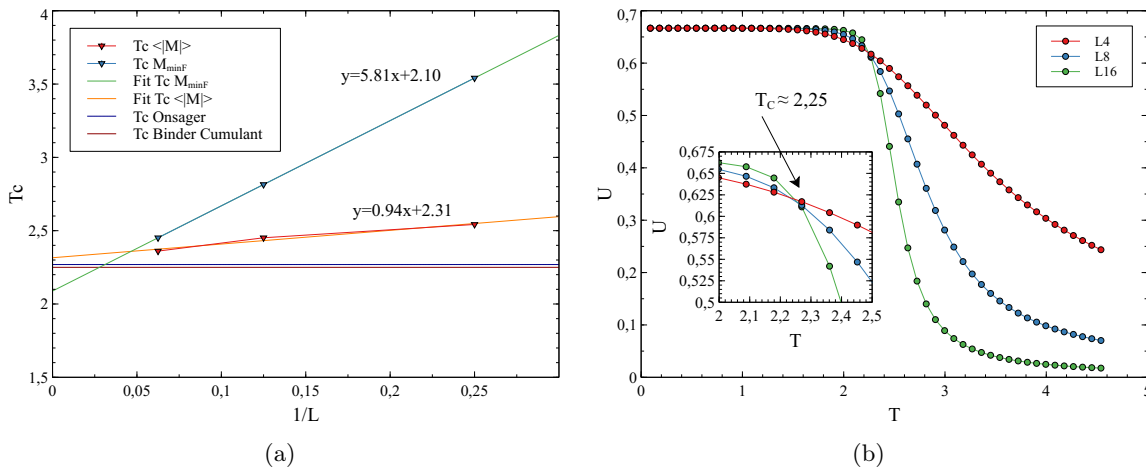 4
3,5
3
2,5
2
1,5
Tc
0
0,05
0,1
0,15
0,2
0,25
1/L
Tc <|M|>
Tc M_minF
Fit Tc M_minF
Fit Tc <|M|>
Tc Onsager
Tc Binder Cumulant
y=5.81x+2.10
y=0.94x+2.31
(a)
0,7
0,6
0,5
0,4
0,3
0,2
0,1
0
U
0
1
2
3
4
5
T
L4
L8
L16
T_C ≈ 2,25
0,675
0,65
0,625
0,6
0,575
0,55
0,525
0,5
U
2
2,1
2,2
2,3
2,4
2,5
T
(b)